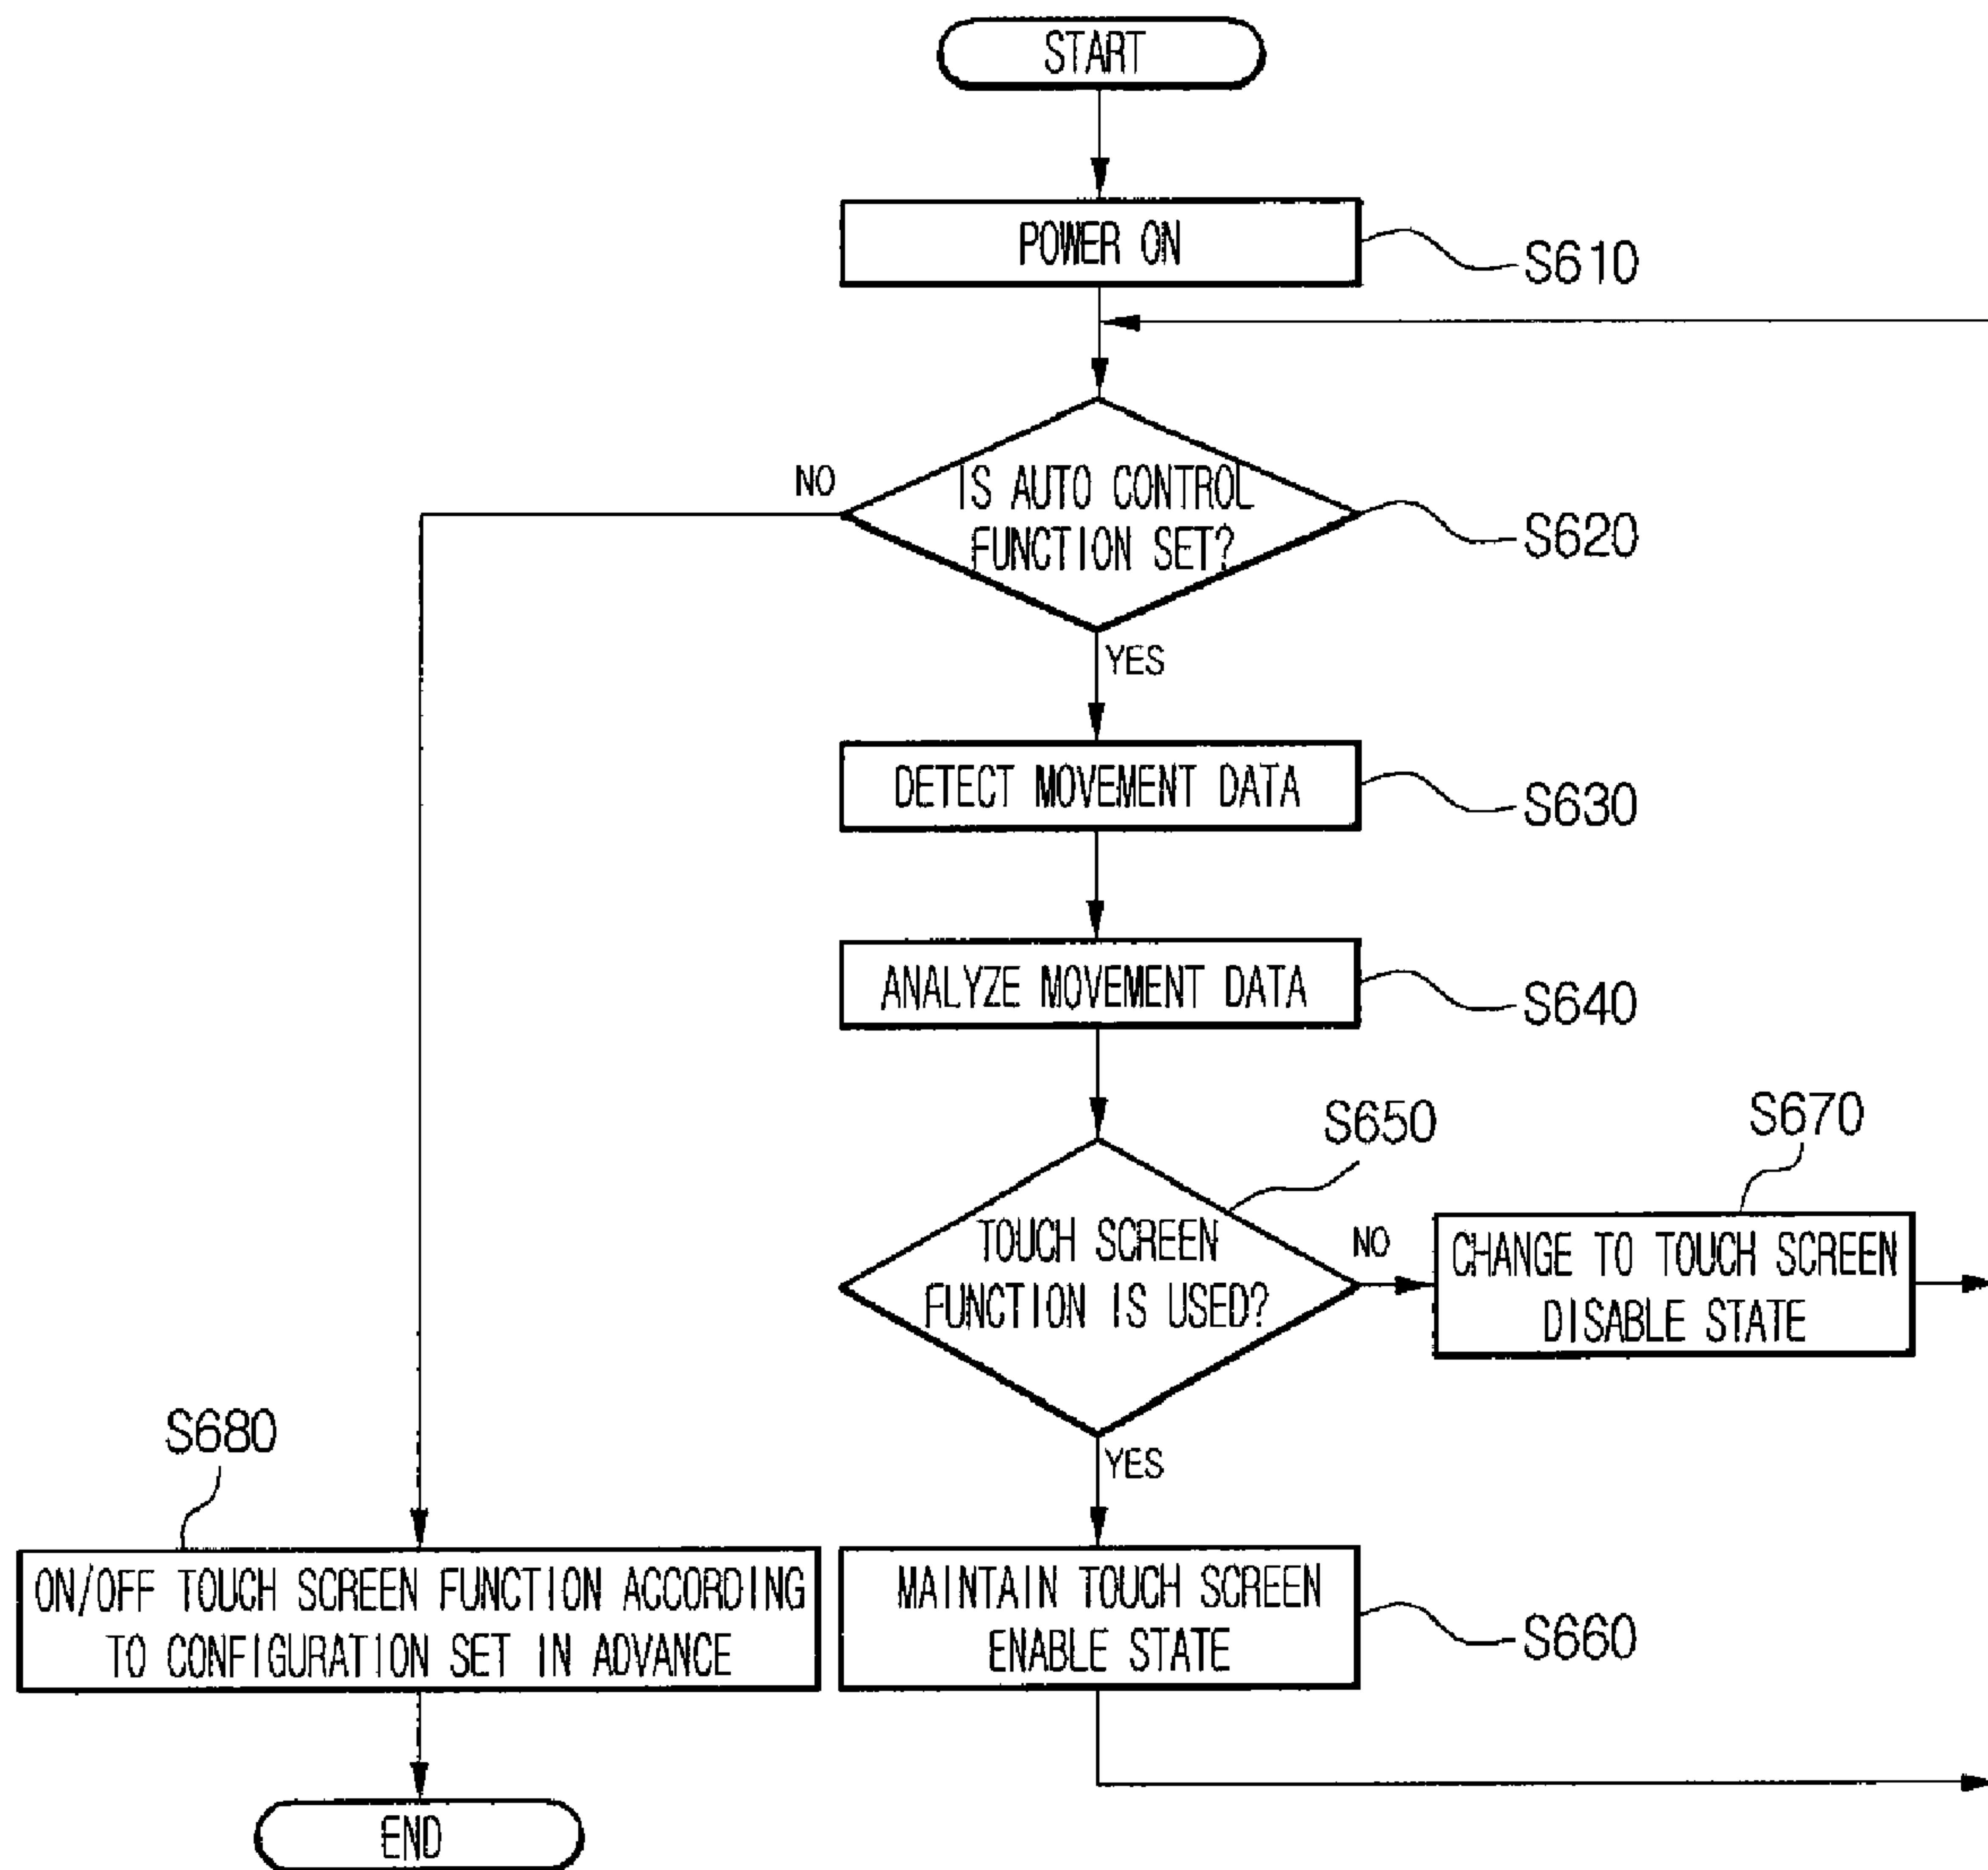 START
POWER ON
S610
NO
IS AUTO CONTROL
FUNCTION SET?
S620
YES
DETECT MOVEMENT DATA
S630
ANALYZE MOVEMENT DATA
S640
S650
S670
TOUCH SCREEN
FUNCTION IS USED?
NO
CHANGE TO TOUCH SCREEN
DISABLE STATE
YES
S680
ON/OFF TOUCH SCREEN FUNCTION ACCORDING
TO CONFIGURATION SET IN ADVANCE
MAINTAIN TOUCH SCREEN
ENABLE STATE
S660
END